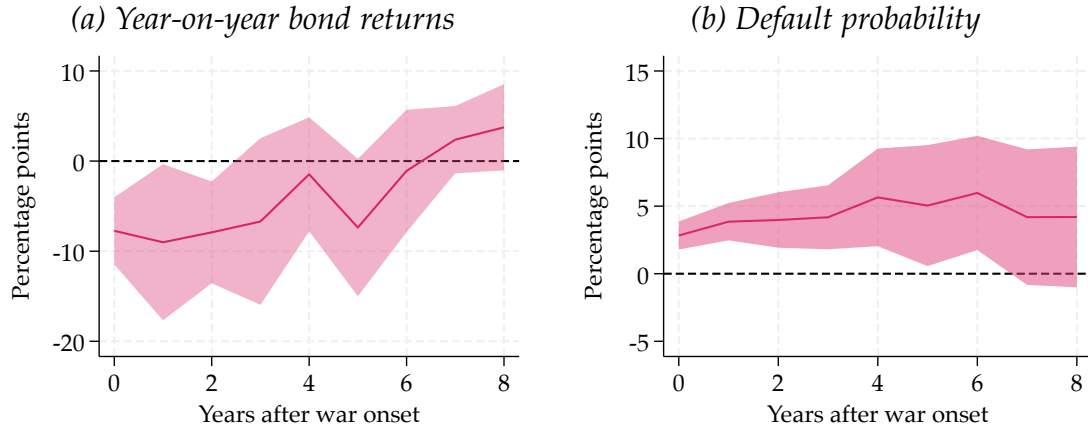 (a) Year-on-year bond returns
Percentage points
10
0
-10
-20
0 2 4 6 8
Years after war onset
(b) Default probability
Percentage points
15
10
5
0
-5
0 2 4 6 8
Years after war onset